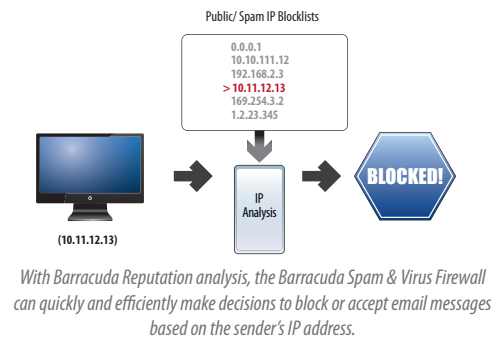 Public/ Spam IP Blocklists
0.0.0.1
10.10.111.12
192.168.2.3
> 10.11.12.13
169.254.3.2
1.2.23.345
IP
Analysis
BLOCKED!
(10.11.12.13)
With Barracuda Reputation analysis, the Barracuda Spam & Virus Firewall
can quickly and efficiently make decisions to block or accept email messages
based on the sender's IP address.